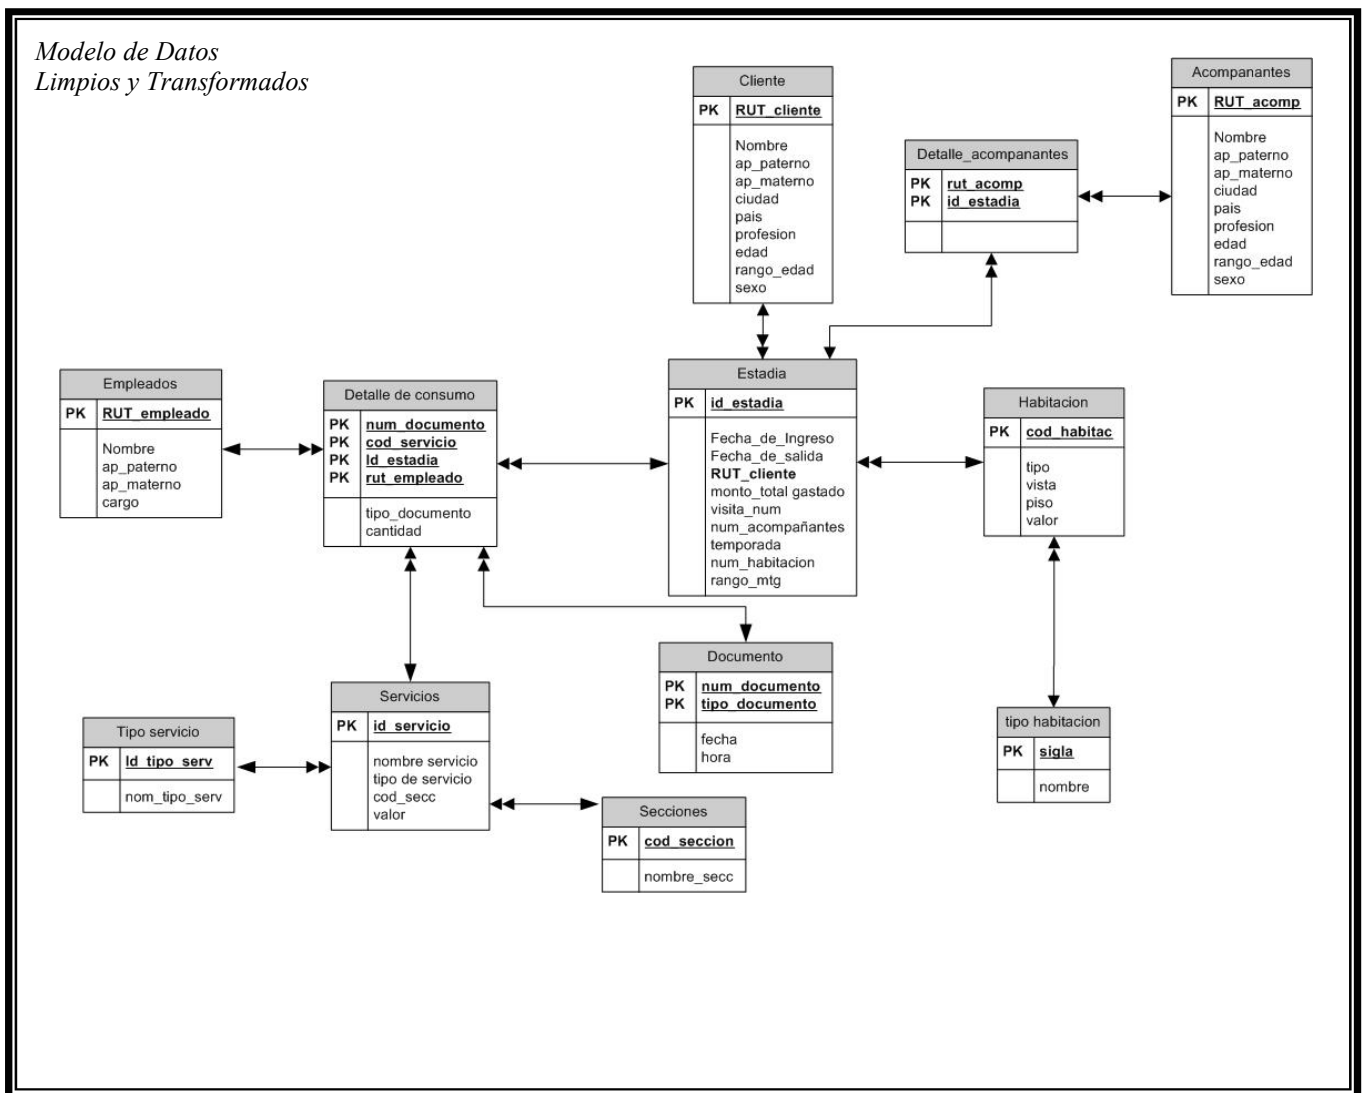 Modelo de Datos
Limpios y Transformados
Cliente
PK RUT_cliente
Nombre
ap_paterno
ap_materno
ciudad
pais
profesion
edad
rango_edad
sexo
Acompanantes
PK RUT_acomp
Nombre
ap_paterno
ap_materno
ciudad
pais
profesion
edad
rango_edad
sexo
Detalle_acompanantes
PK rut_acomp
PK id_estadia
Empleados
PK RUT_empleado
Nombre
ap_paterno
ap_materno
cargo
Detalle de consumo
PK num_documento
PK cod_servicio
PK Id_estadia
PK rut_empleado
tipo_documento
cantidad
Estadia
PK id_estadia
Fecha_de_Ingreso
Fecha_de_salida
RUT_cliente
monto_total gastado
visita_num
num_acompañantes
temporada
num_habitacion
rango_mtg
Habitacion
PK cod_habitac
tipo
vista
piso
valor
Documento
PK num_documento
PK tipo_documento
fecha
hora
Servicios
PK id_servicio
nombre servicio
tipo de servicio
cod_secc
valor
Tipo servicio
PK Id_tipo_serv
nom_tipo_serv
tipo habitacion
PK sigla
nombre
Secciones
PK cod_seccion
nombre_secc